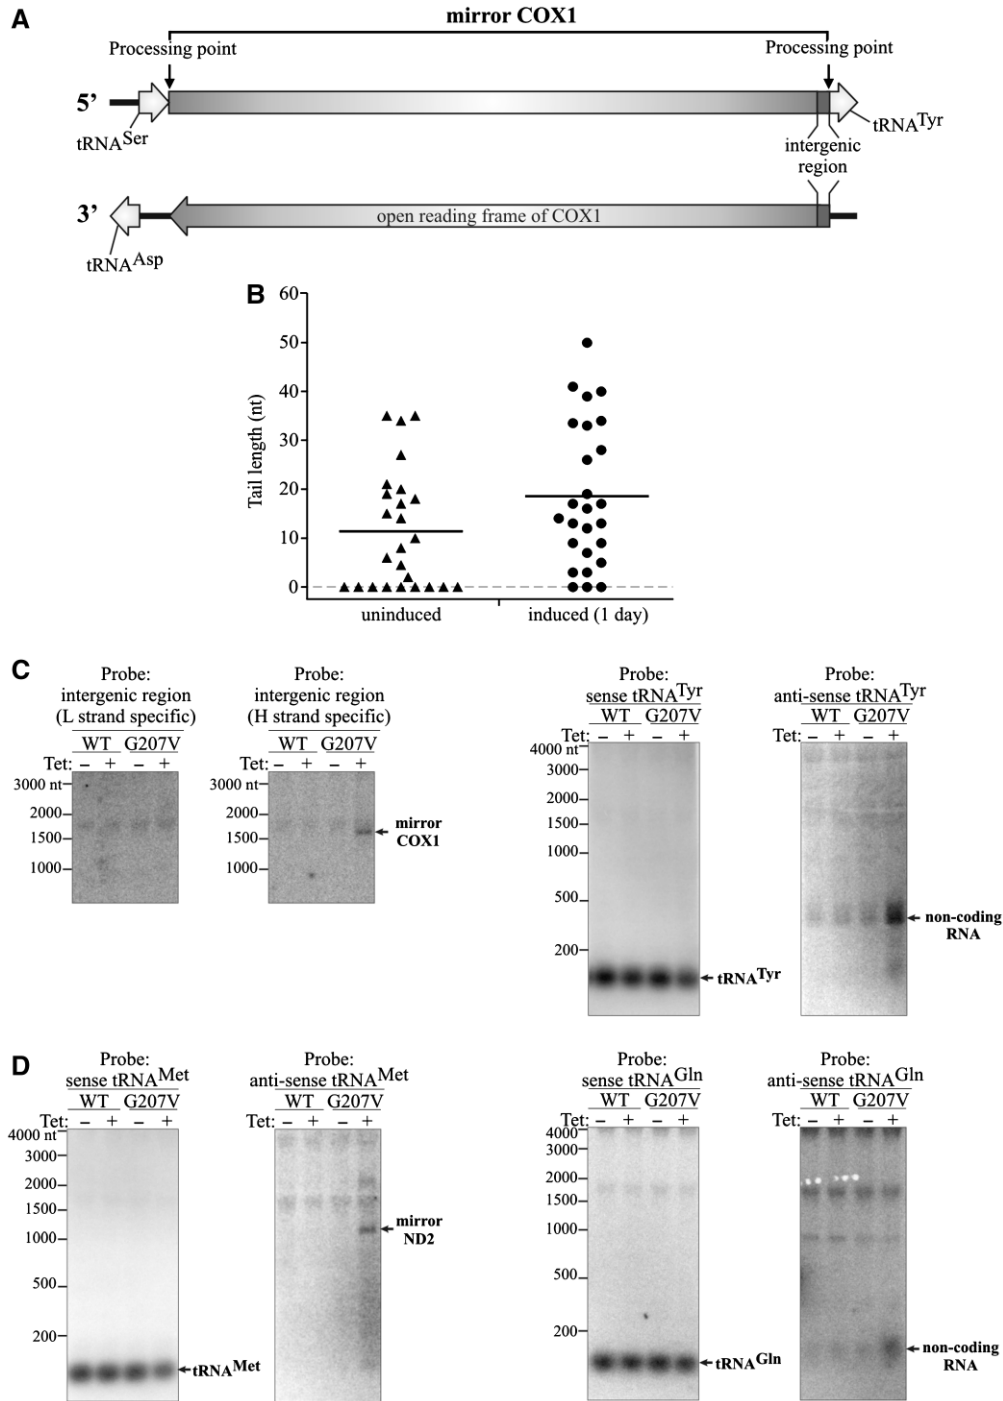 A
mirror COX1
Processing point
Processing point
5’
tRNASer
tRNATyr
intergenic
region
3’
open reading frame of COX1
tRNAAsp
B
60
50
40
30
20
10
0
Tail length (nt)
uninduced
induced (1 day)
C
Probe:
intergenic region
(L strand specific)
WT G207V
Tet: – + – +
3000 nt
2000
1500
1000
Probe:
intergenic region
(H strand specific)
WT G207V
Tet: – + – +
3000 nt
2000
1500
1000
mirror
COX1
Probe:
sense tRNATyr
WT G207V
Tet: – + – +
4000 nt
3000
2000
1000
500
200
tRNATyr
Probe:
anti-sense tRNATyr
WT G207V
Tet: – + – +
non-coding
RNA
D
Probe:
sense tRNAMet
WT G207V
Tet: – + – +
4000 nt
3000
2000
1500
1000
500
200
tRNAMet
Probe:
anti-sense tRNAMet
WT G207V
Tet: – + – +
mirror
ND2
Probe:
sense tRNAGln
WT G207V
Tet: – + – +
4000 nt
3000
2000
1500
1000
500
200
tRNAGln
Probe:
anti-sense tRNAGln
WT G207V
Tet: – + – +
non-coding
RNA